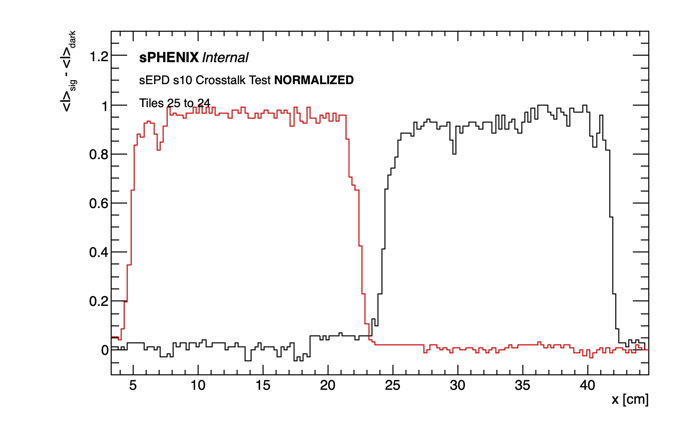 <I>sig - <I>dark
sPHENIX Internal
sEPD s10 Crosstalk Test NORMALIZED
Tiles 25 to 24
1.2
1
0.8
0.6
0.4
0.2
0
5 10 15 20 25 30 35 40
x [cm]